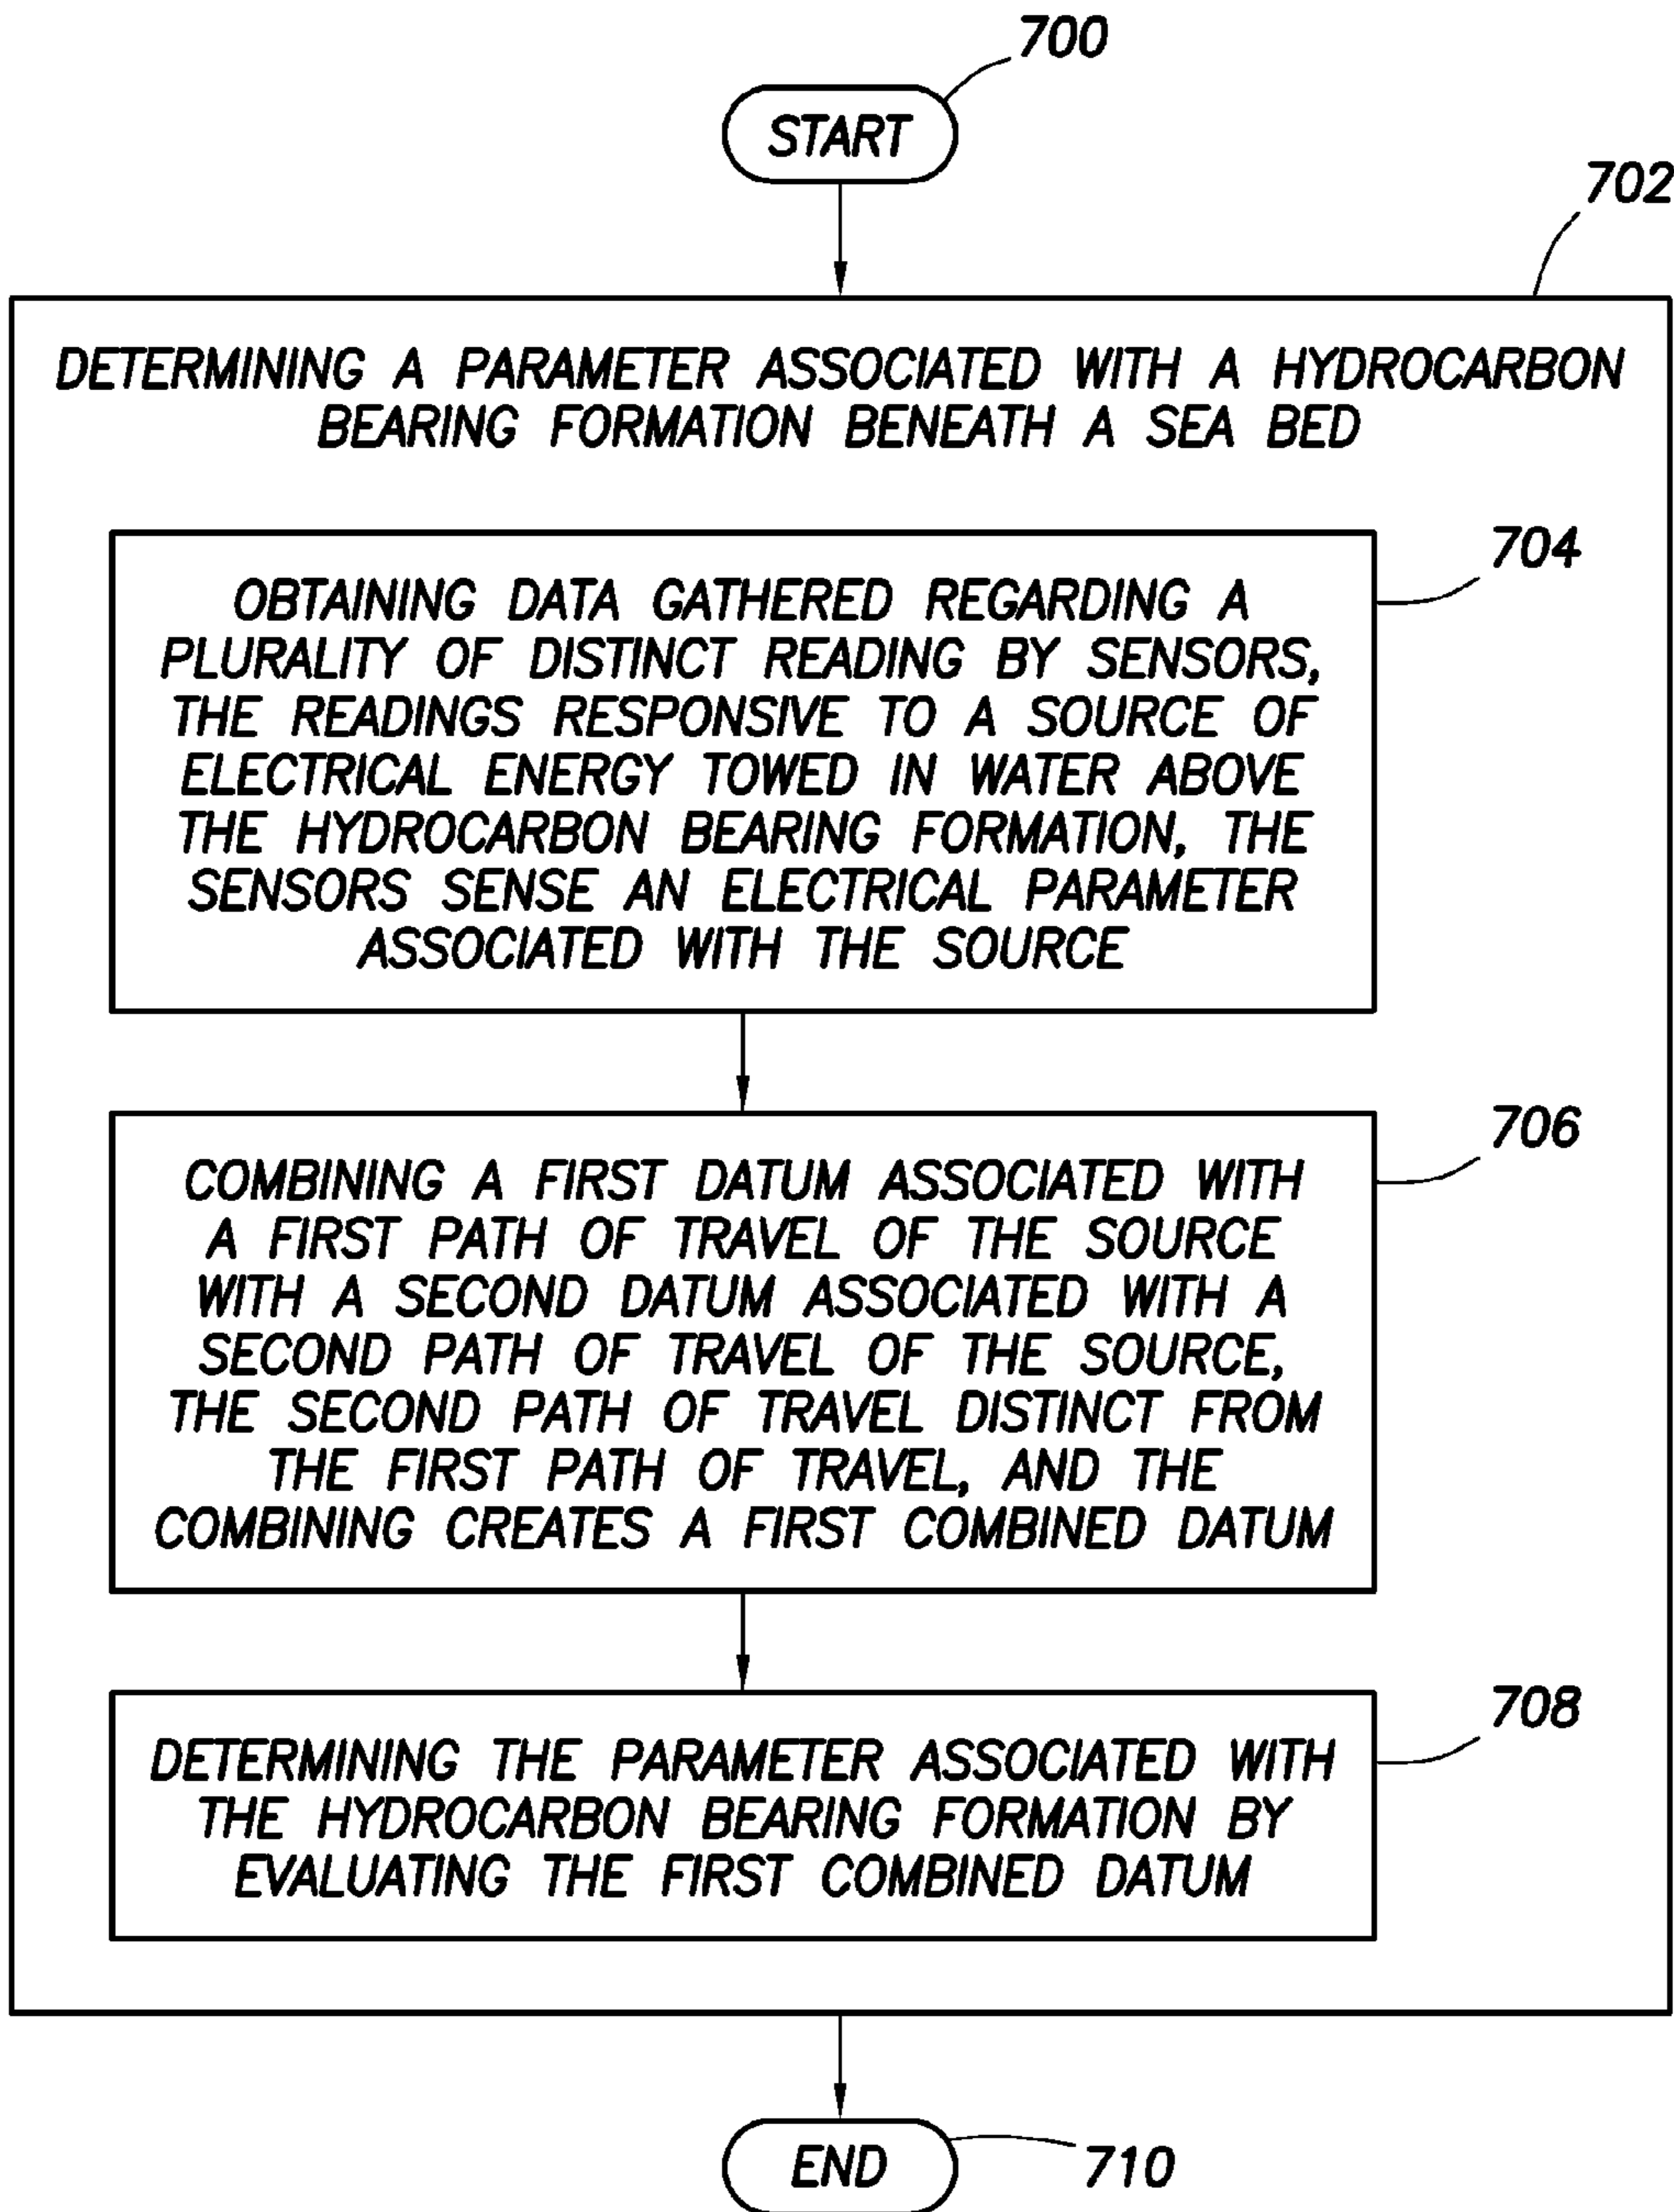 700
START
702
DETERMINING A PARAMETER ASSOCIATED WITH A HYDROCARBON
BEARING FORMATION BENEATH A SEA BED
704
OBTAINING DATA GATHERED REGARDING A
PLURALITY OF DISTINCT READING BY SENSORS,
THE READINGS RESPONSIVE TO A SOURCE OF
ELECTRICAL ENERGY TOWED IN WATER ABOVE
THE HYDROCARBON BEARING FORMATION, THE
SENSORS SENSE AN ELECTRICAL PARAMETER
ASSOCIATED WITH THE SOURCE
706
COMBINING A FIRST DATUM ASSOCIATED WITH
A FIRST PATH OF TRAVEL OF THE SOURCE
WITH A SECOND DATUM ASSOCIATED WITH A
SECOND PATH OF TRAVEL OF THE SOURCE,
THE SECOND PATH OF TRAVEL DISTINCT FROM
THE FIRST PATH OF TRAVEL, AND THE
COMBINING CREATES A FIRST COMBINED DATUM
708
DETERMINING THE PARAMETER ASSOCIATED WITH
THE HYDROCARBON BEARING FORMATION BY
EVALUATING THE FIRST COMBINED DATUM
END
710